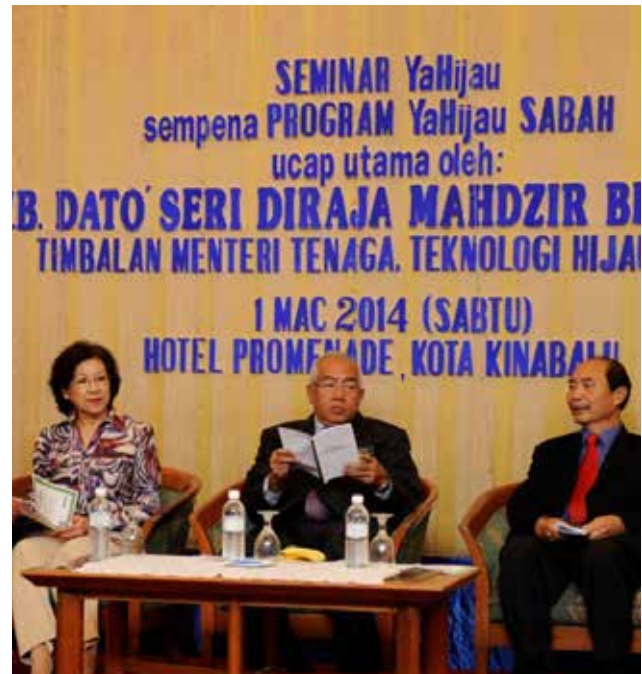 SEMINAR YaHijau
sempena PROGRAM YaHijau SABAH
ucap utama oleh:
B. DATO' SERI DIRAJA MAHDZIR B
TIMBALAN MENTERI TENAGA, TEKNOLOGI HIJAU
1 MAC 2014 (SABTU)
HOTEL PROMENADE, KOTA KINABALU